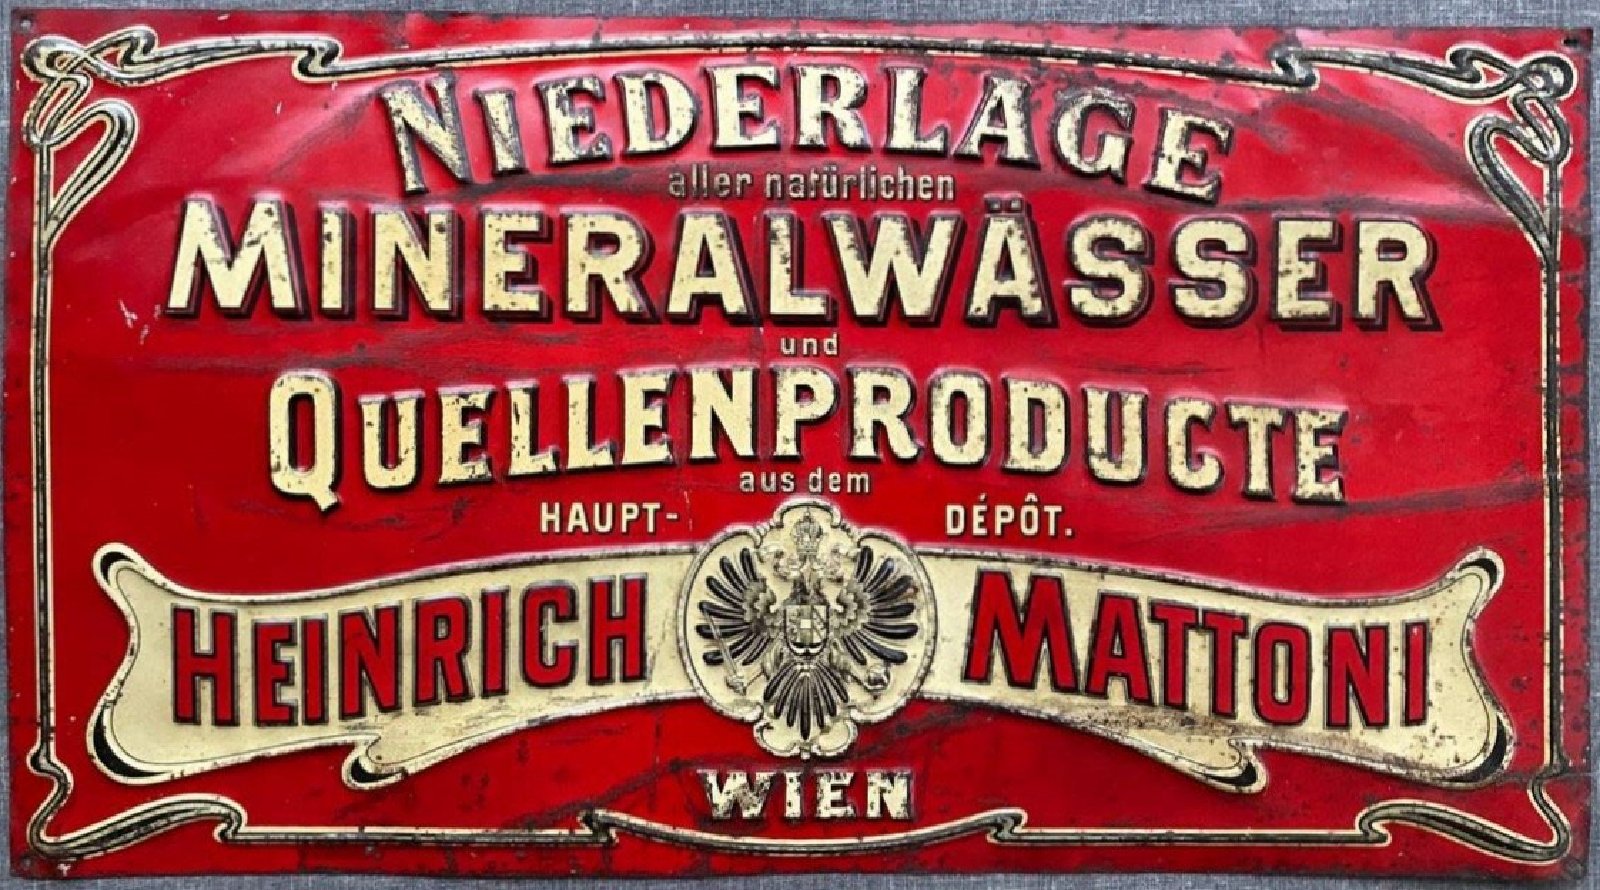 NIEDERLAGE
aller natürlichen
MINERALWÄSSER
und
QUELLENPRODUCTE
aus dem
HAUPT- DÉPÔT.
HEINRICH MATTONI
WIEN